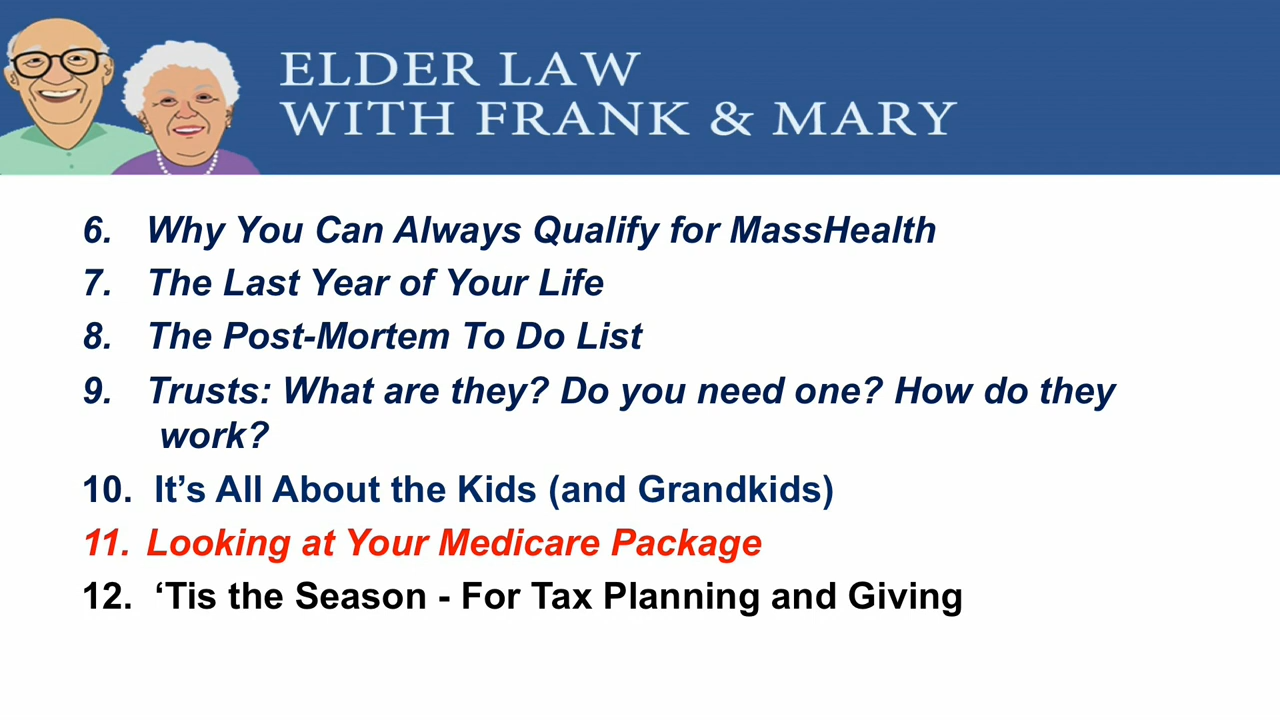 ELDER LAW
WITH FRANK & MARY
6. Why You Can Always Qualify for MassHealth
7. The Last Year of Your Life
8. The Post-Mortem To Do List
9. Trusts: What are they? Do you need one? How do they
work?
10. It’s All About the Kids (and Grandkids)
11. Looking at Your Medicare Package
12. ‘Tis the Season - For Tax Planning and Giving